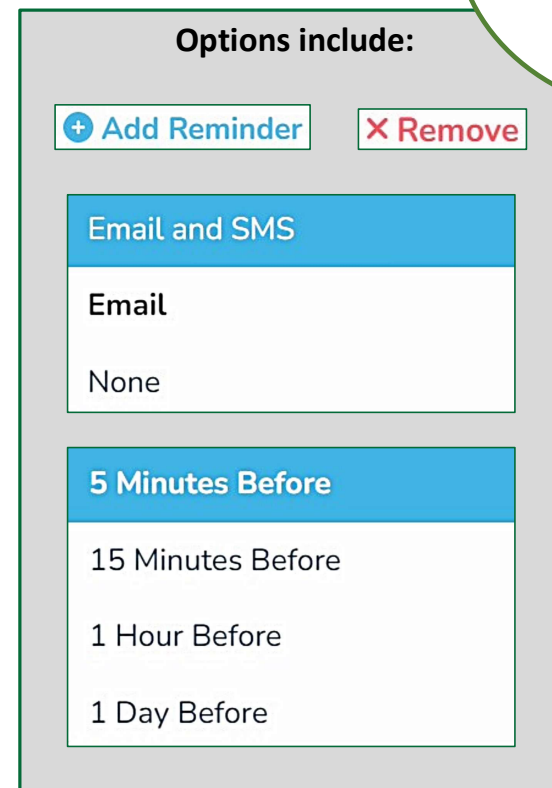 Options include:
Add Reminder
Remove
Email and SMS
Email
None
5 Minutes Before
15 Minutes Before
1 Hour Before
1 Day Before